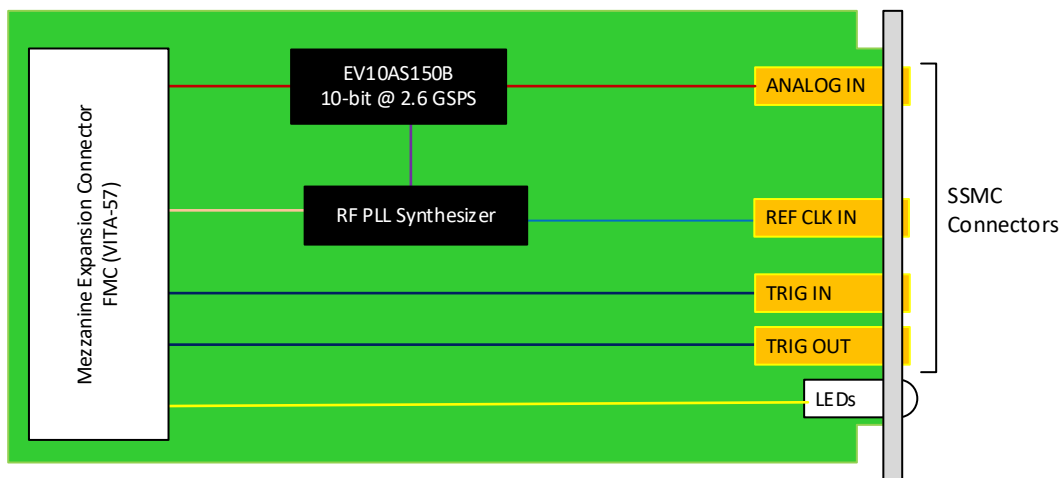 Mezzanine Expansion Connector
FMC (VITA-57)
EV10AS150B
10-bit @ 2.6 GSPS
RF PLL Synthesizer
ANALOG IN
REF CLK IN
TRIG IN
TRIG OUT
LEDs
SSMC
Connectors